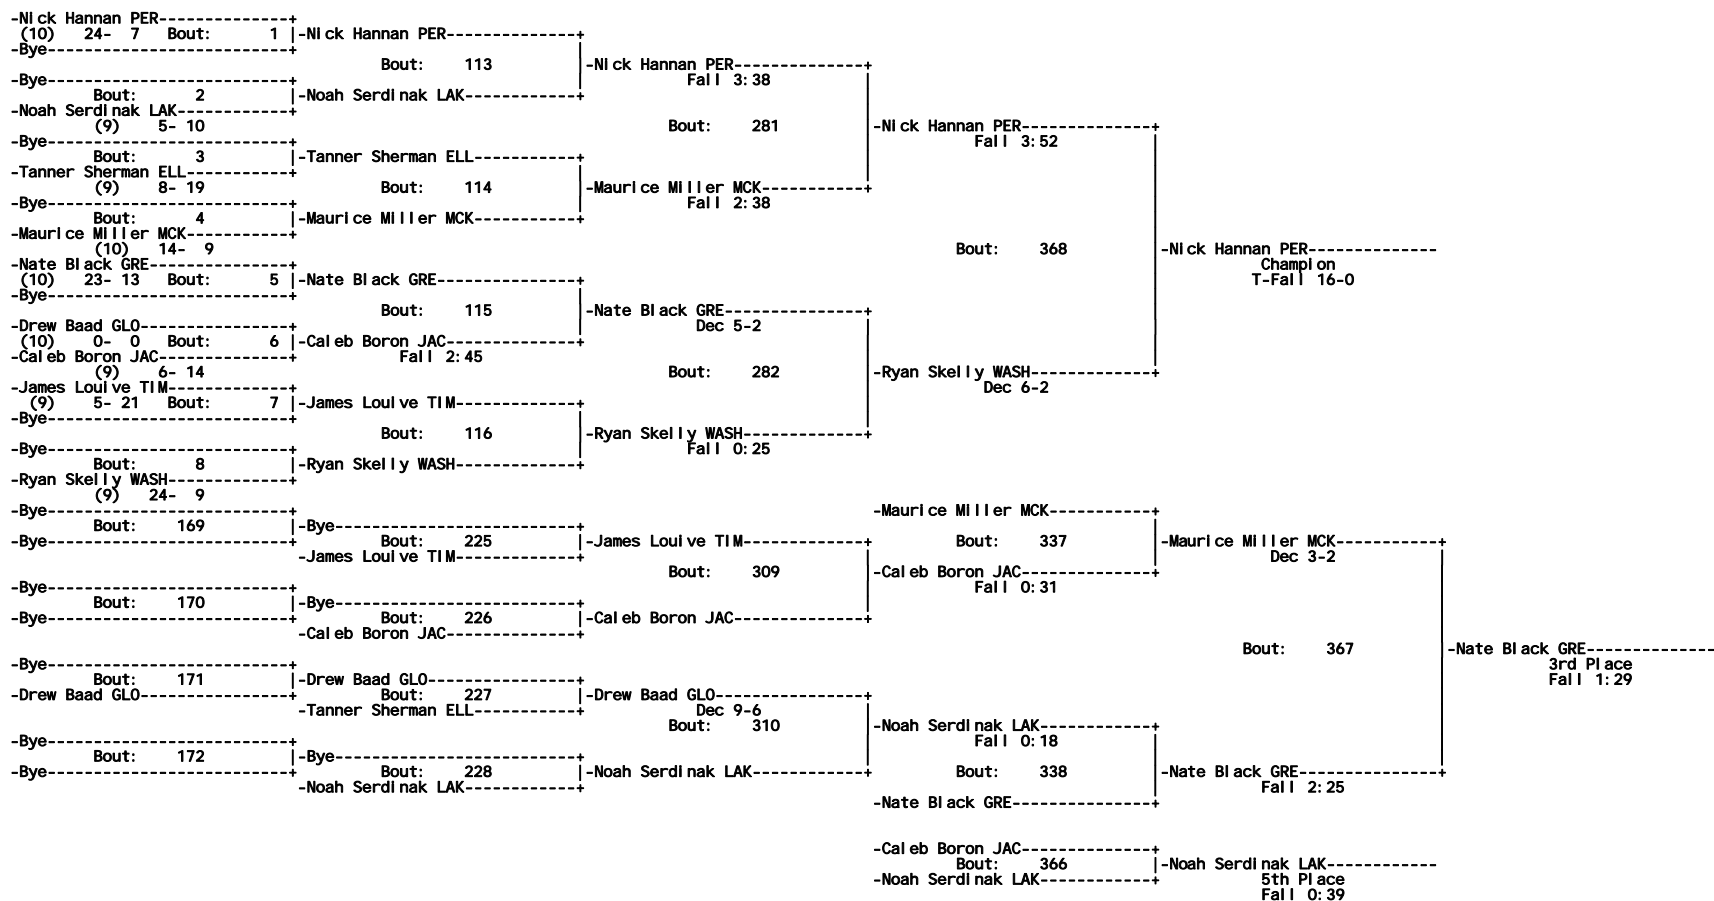 -Nick Hannan PER--------------+
(10) 24- 7 Bout: 1 |-Nick Hannan PER--------------+
-Bye--------------------------+
Bout: 113 |-Nick Hannan PER--------------+
-Bye--------------------------+ Fall 3:38
Bout: 2 |-Noah Serdinak LAK------------+
-Noah Serdinak LAK------------+
(9) 5- 10 Bout: 281 |-Nick Hannan PER--------------+
-Bye--------------------------+ Fall 3:52
Bout: 3 |-Tanner Sherman ELL-----------+
-Tanner Sherman ELL-----------+
(9) 8- 19 Bout: 114 |-Maurice Miller MCK-----------+
-Bye--------------------------+ Fall 2:38
Bout: 4 |-Maurice Miller MCK-----------+
-Maurice Miller MCK-----------+
(10) 14- 9 Bout: 368 |-Nick Hannan PER--------------
-Nate Black GRE---------------+ Champion
(10) 23- 13 Bout: 5 |-Nate Black GRE---------------+ T-Fall 16-0
-Bye--------------------------+
Bout: 115 |-Nate Black GRE---------------+
-Drew Baad GLO----------------+ Dec 5-2
(10) 0- 0 Bout: 6 |-Caleb Boron JAC--------------+
-Caleb Boron JAC--------------+ Fall 2:45
(9) 6- 14 Bout: 282 |-Ryan Skelly WASH-------------+
-James Louive TIM-------------+ Dec 6-2
(9) 5- 21 Bout: 7 |-James Louive TIM-------------+
-Bye--------------------------+
Bout: 116 |-Ryan Skelly WASH-------------+
-Bye--------------------------+ Fall 0:25
Bout: 8 |-Ryan Skelly WASH-------------+
-Ryan Skelly WASH-------------+
(9) 24- 9
-Bye--------------------------+ -Maurice Miller MCK-----------+
Bout: 169 |-Bye--------------------------+
-Bye--------------------------+ Bout: 225 |-James Louive TIM-------------+ Bout: 337 |-Maurice Miller MCK-----------+
-James Louive TIM-------------+ Dec 3-2
Bout: 309 |-Caleb Boron JAC--------------+
-Bye--------------------------+ Fall 0:31
Bout: 170 |-Bye--------------------------+
-Bye--------------------------+ Bout: 226 |-Caleb Boron JAC--------------+
-Caleb Boron JAC--------------+
Bout: 367 |-Nate Black GRE--------------
-Bye--------------------------+ 3rd Place
Bout: 171 |-Drew Baad GLO----------------+ Fall 1:29
-Drew Baad GLO----------------+ Bout: 227 |-Drew Baad GLO----------------+
-Tanner Sherman ELL-----------+ Dec 9-6
Bout: 310 |-Noah Serdinak LAK------------+
-Bye--------------------------+ Fall 0:18
Bout: 172 |-Bye--------------------------+
-Bye--------------------------+ Bout: 228 |-Noah Serdinak LAK------------+ Bout: 338 |-Nate Black GRE---------------+
-Noah Serdinak LAK------------+ Fall 2:25
-Nate Black GRE---------------+
-Caleb Boron JAC--------------+
Bout: 366 |-Noah Serdinak LAK------------
-Noah Serdinak LAK------------+ 5th Place
Fall 0:39